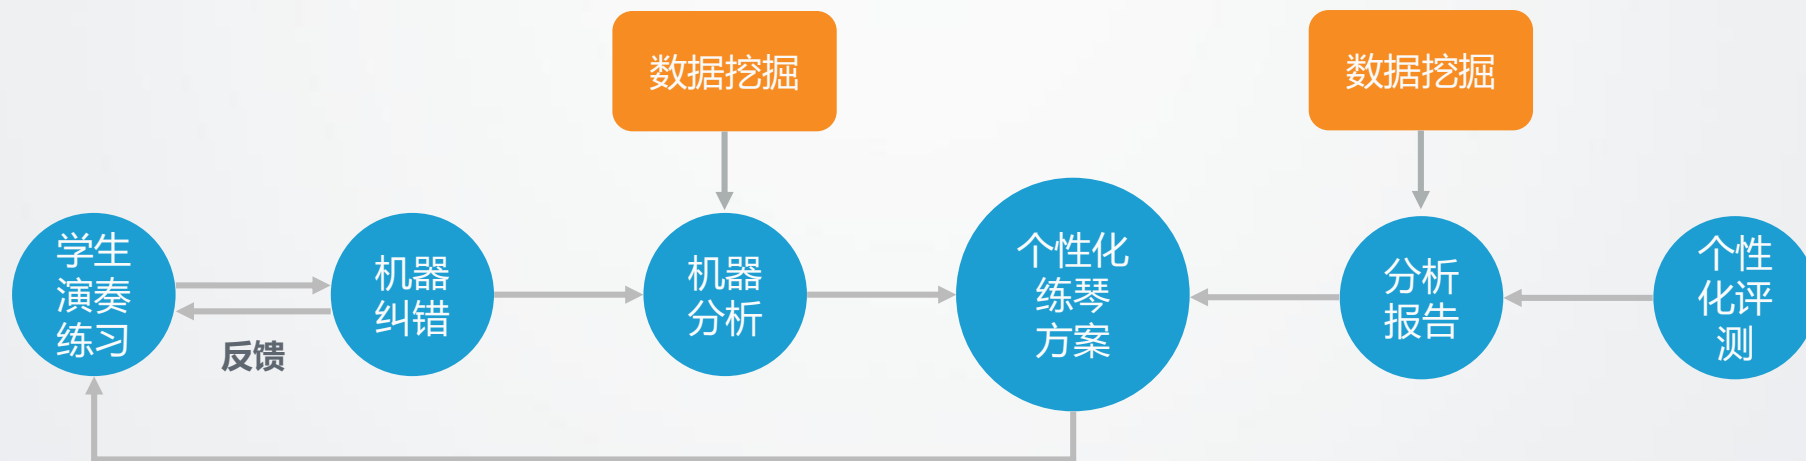 数据挖掘
数据挖掘
学生
演奏
练习
反馈
机器
纠错
机器
分析
个性化
练琴
方案
分析
报告
个性
化评
测